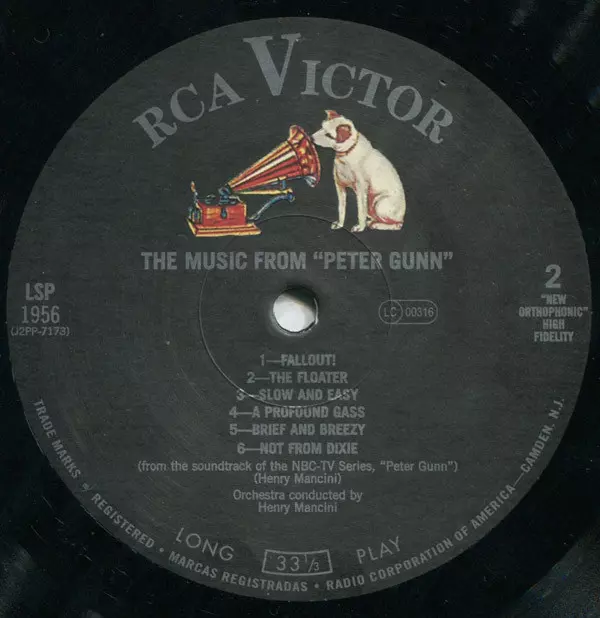 RCA VICTOR
THE MUSIC FROM "PETER GUNN"
LSP
1956
(J2PP-7173)
2
"NEW
ORTHOPHONIC"
HIGH
FIDELITY
LC 00316
1—FALLOUT!
2—THE FLOATER
3—SLOW AND EASY
4—A PROFOUND GASS
5—BRIEF AND BREEZY
6—NOT FROM DIXIE
(from the soundtrack of the NBC-TV Series, "Peter Gunn")
(Henry Mancini)
Orchestra conducted by
Henry Mancini
LONG 33⅓ PLAY
TRADE MARKS ® REGISTERED • MARCAS REGISTRADAS • RADIO CORPORATION OF AMERICA—CAMDEN, N.J.